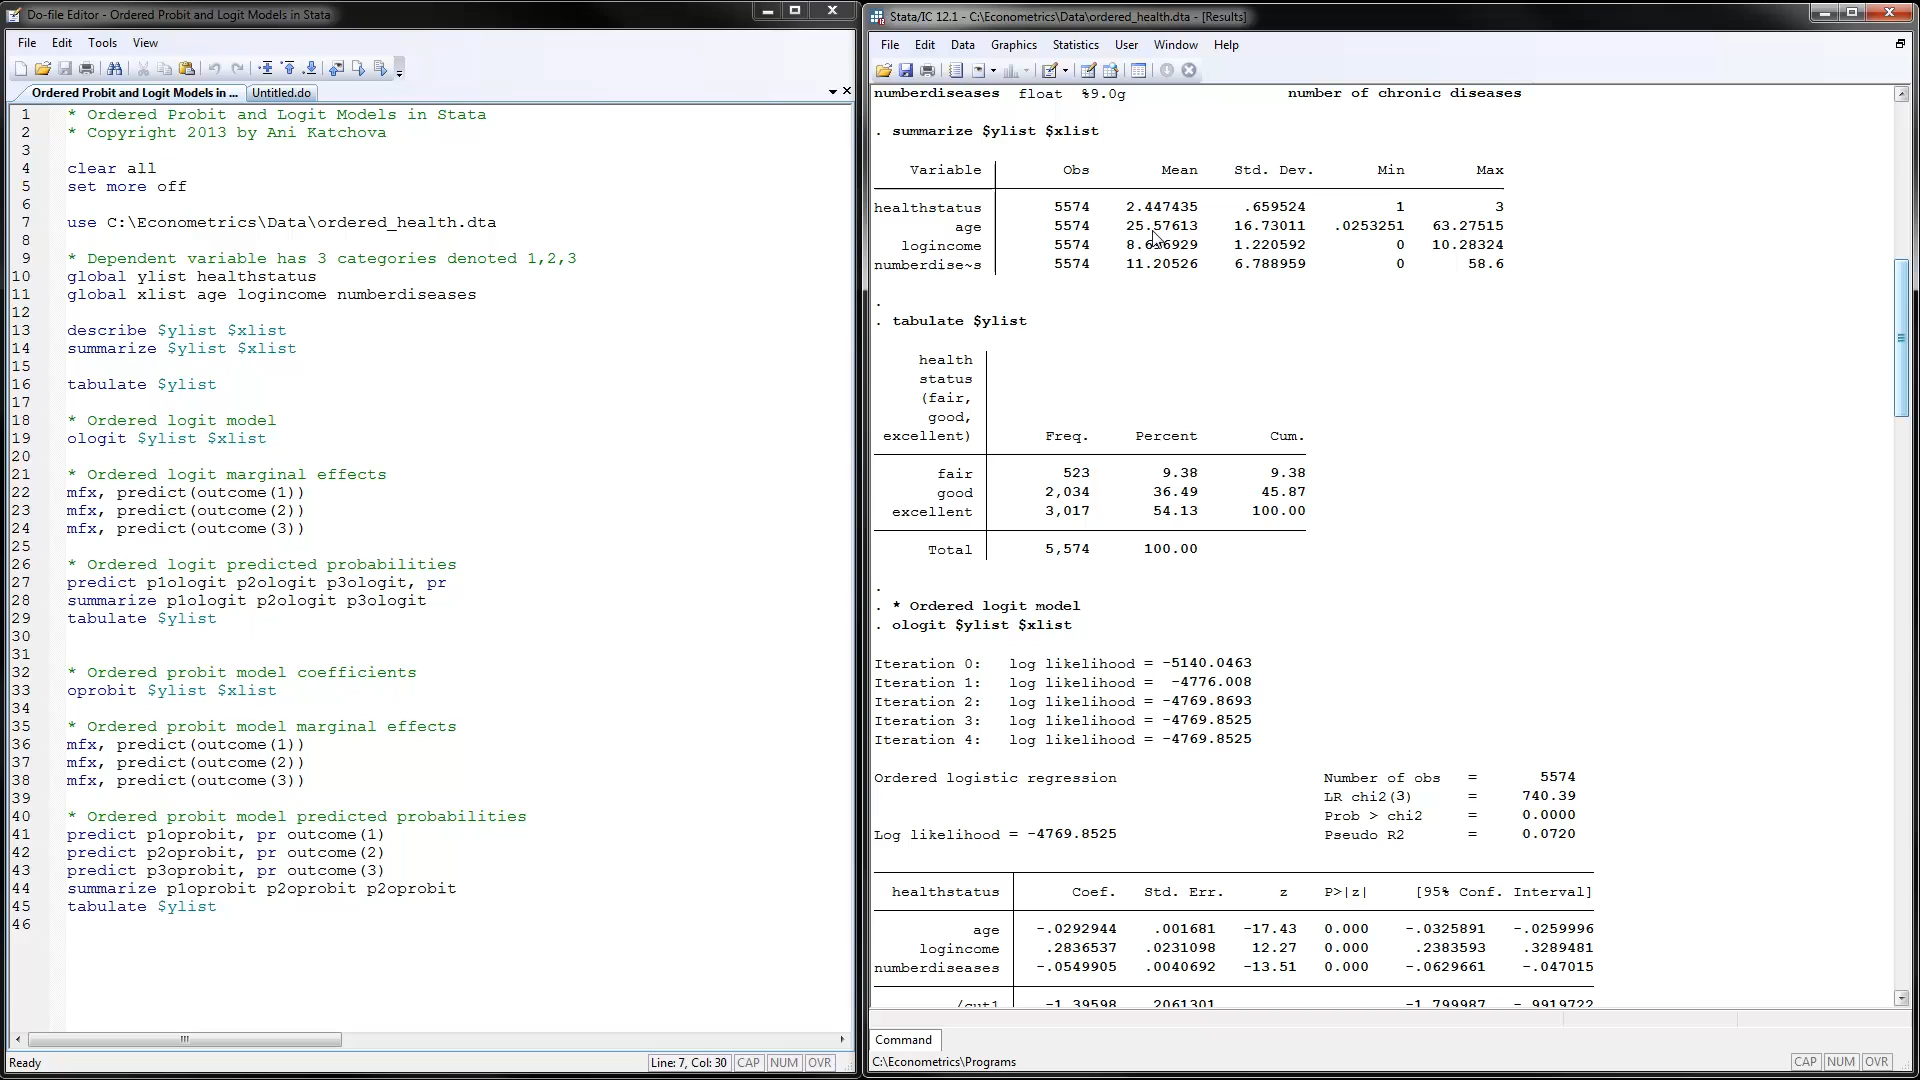 Do-file Editor - Ordered Probit and Logit Models in Stata
File Edit Tools View
Ordered Probit and Logit Models in ... Untitled.do
1 * Ordered Probit and Logit Models in Stata
2 * Copyright 2013 by Ani Katchova
3
4 clear all
5 set more off
6
7 use C:\Econometrics\Data\ordered_health.dta
8
9 * Dependent variable has 3 categories denoted 1,2,3
10 global ylist healthstatus
11 global xlist age logincome numberdiseases
12
13 describe $ylist $xlist
14 summarize $ylist $xlist
15
16 tabulate $ylist
17
18 * Ordered logit model
19 ologit $ylist $xlist
20
21 * Ordered logit marginal effects
22 mfx, predict(outcome(1))
23 mfx, predict(outcome(2))
24 mfx, predict(outcome(3))
25
26 * Ordered logit predicted probabilities
27 predict p1ologit p2ologit p3ologit, pr
28 summarize p1ologit p2ologit p3ologit
29 tabulate $ylist
30
31
32 * Ordered probit model coefficients
33 oprobit $ylist $xlist
34
35 * Ordered probit model marginal effects
36 mfx, predict(outcome(1))
37 mfx, predict(outcome(2))
38 mfx, predict(outcome(3))
39
40 * Ordered probit model predicted probabilities
41 predict p1oprobit, pr outcome(1)
42 predict p2oprobit, pr outcome(2)
43 predict p3oprobit, pr outcome(3)
44 summarize p1oprobit p2oprobit p2oprobit
45 tabulate $ylist
46
Ready Line: 7, Col: 30 CAP NUM OVR
Stata/IC 12.1 - C:\Econometrics\Data\ordered_health.dta - [Results]
File Edit Data Graphics Statistics User Window Help
numberdiseases float %9.0g number of chronic diseases
. summarize $ylist $xlist
Variable Obs Mean Std. Dev. Min Max
healthstatus 5574 2.447435 .659524 1 3
age 5574 25.57613 16.73011 .0253251 63.27515
logincome 5574 1.220592 0 10.28324
numberdise~s 5574 11.20526 6.788959 0 58.6
.
. tabulate $ylist
health
status
(fair,
good,
excellent) Freq. Percent Cum.
fair 523 9.38 9.38
good 2,034 36.49 45.87
excellent 3,017 54.13 100.00
Total 5,574 100.00
.
. * Ordered logit model
. ologit $ylist $xlist
Iteration 0: log likelihood = -5140.0463
Iteration 1: log likelihood = -4776.008
Iteration 2: log likelihood = -4769.8693
Iteration 3: log likelihood = -4769.8525
Iteration 4: log likelihood = -4769.8525
Ordered logistic regression Number of obs = 5574
LR chi2(3) = 740.39
Prob > chi2 = 0.0000
Log likelihood = -4769.8525 Pseudo R2 = 0.0720
healthstatus Coef. Std. Err. z P>|z| [95% Conf. Interval]
age -.0292944 .001681 -17.43 0.000 -.0325891 -.0259996
logincome .2836537 .0231098 12.27 0.000 .2383593 .3289481
numberdiseases -.0549905 .0040692 -13.51 0.000 -.0629661 -.047015
/cut1 -1.39598 .2061301 -1.799987 -.9919722
Command
C:\Econometrics\Programs CAP NUM OVR